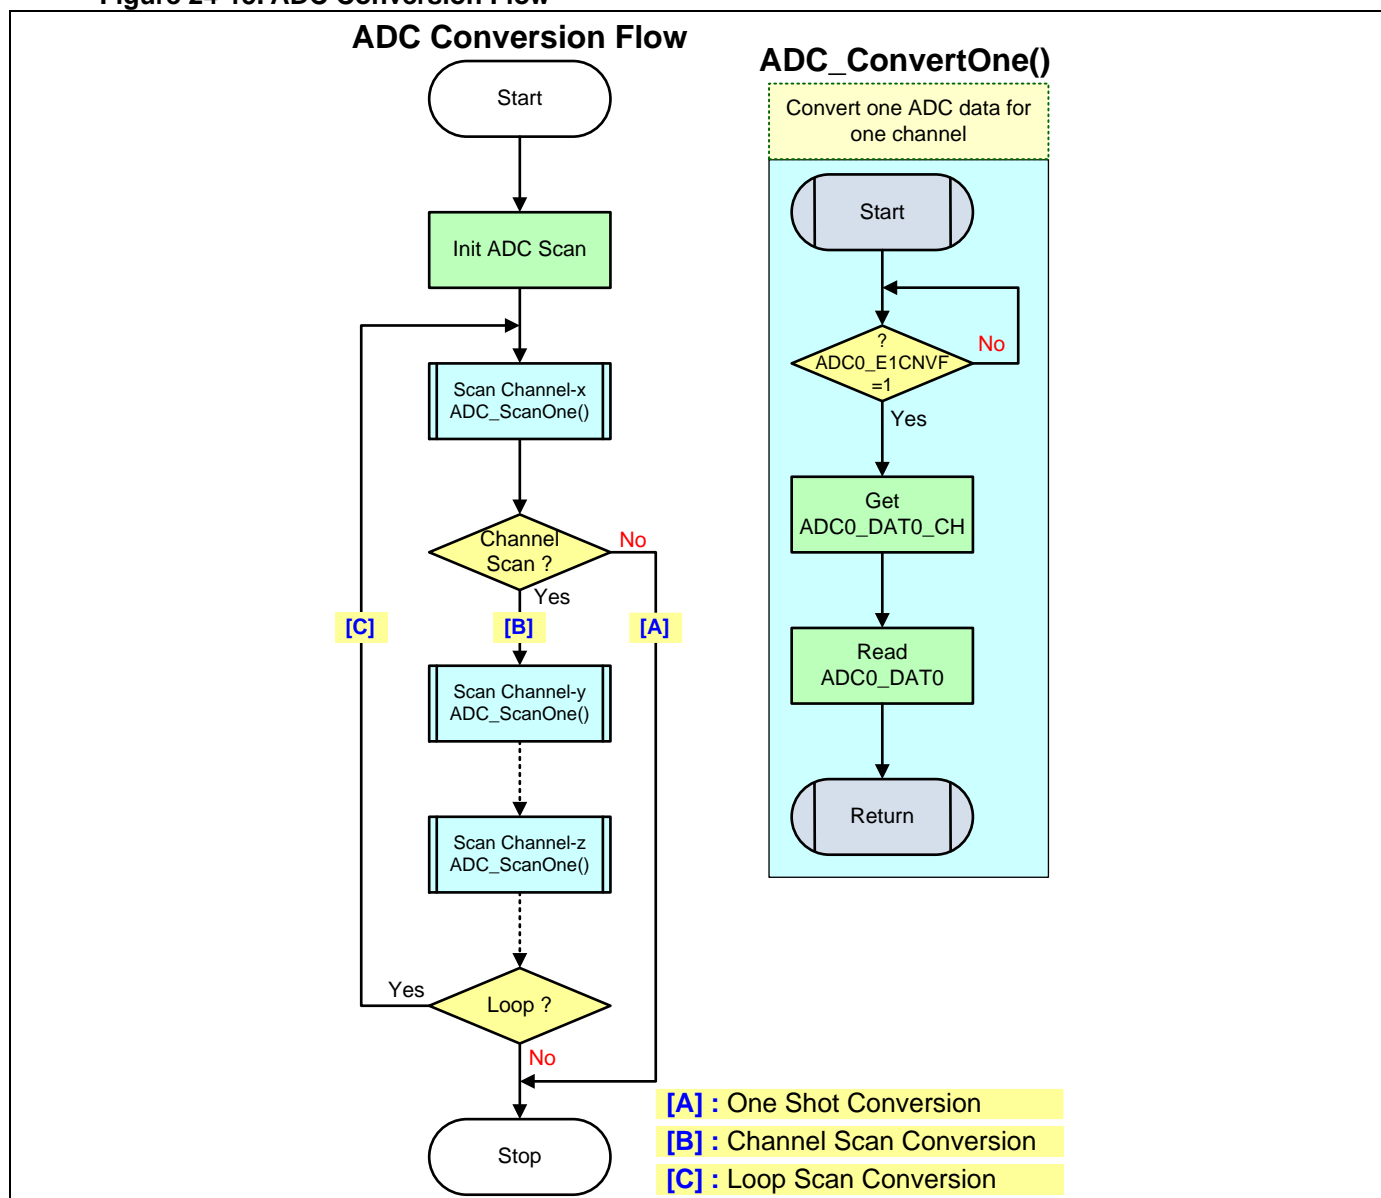 ADC Conversion Flow
Start
Init ADC Scan
Scan Channel-x
ADC_ScanOne()
Channel
Scan ?
No
Yes
[C]
[B]
[A]
Scan Channel-y
ADC_ScanOne()
Scan Channel-z
ADC_ScanOne()
Yes
Loop ?
No
Stop
ADC_ConvertOne()
Convert one ADC data for
one channel
Start
?
ADC0_E1CNVF
=1
No
Yes
Get
ADC0_DAT0_CH
Read
ADC0_DAT0
Return
[A] : One Shot Conversion
[B] : Channel Scan Conversion
[C] : Loop Scan Conversion